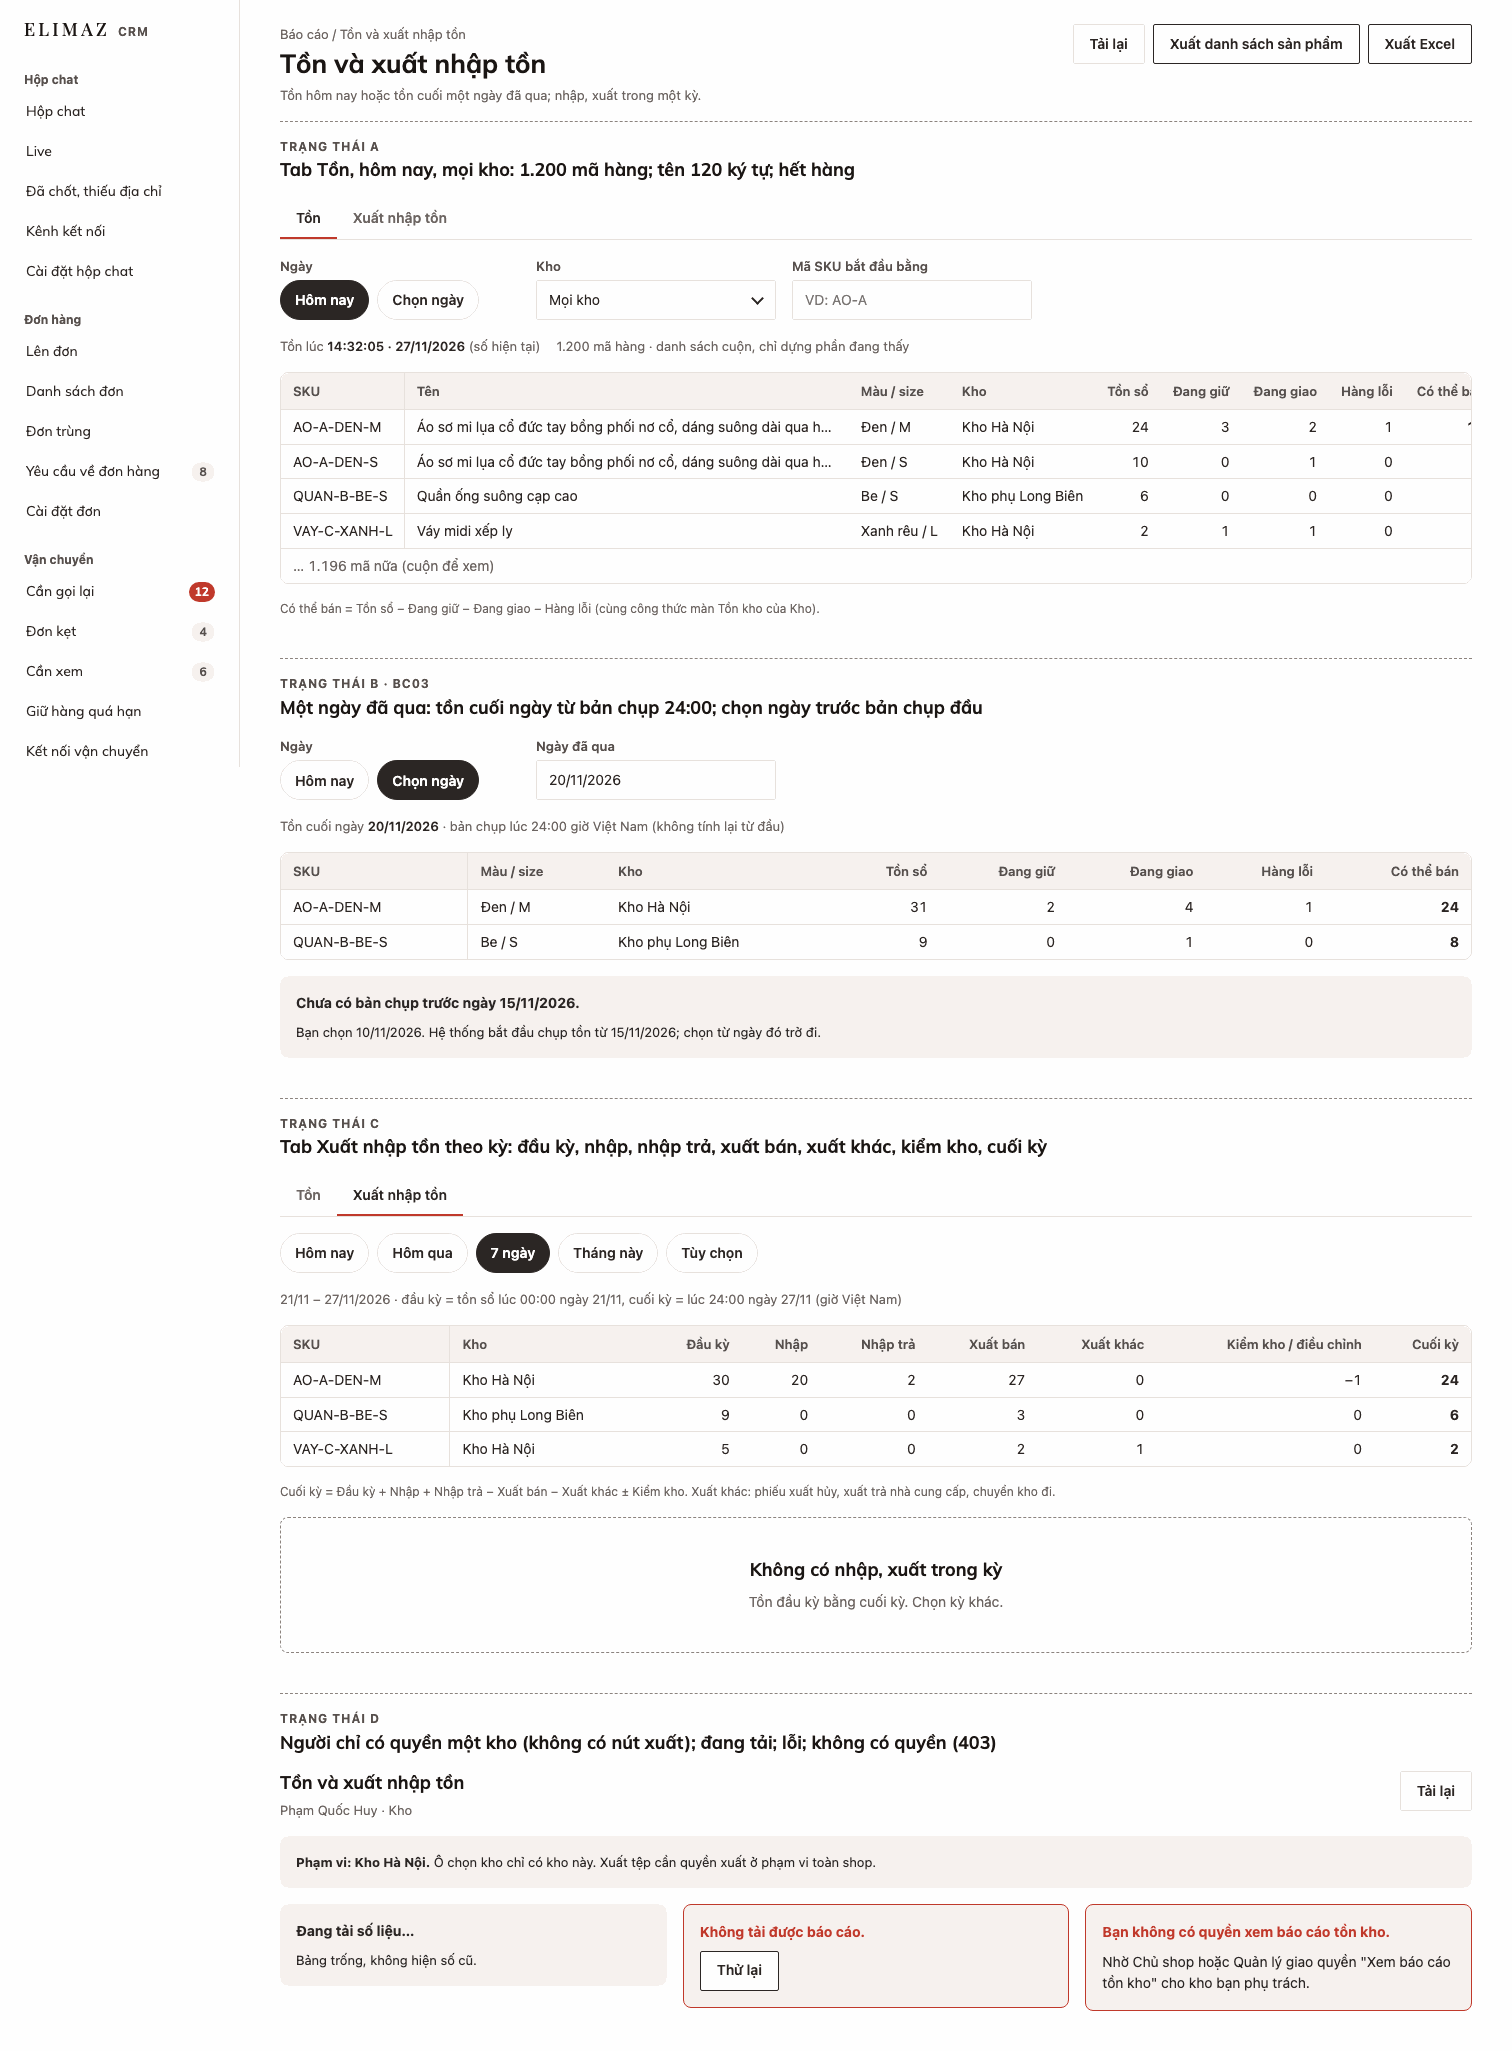 ELIMAZ CRM
Hộp chat
Hộp chat
Live
Đã chốt, thiếu địa chỉ
Kênh kết nối
Cài đặt hộp chat
Đơn hàng
Lên đơn
Danh sách đơn
Đơn trùng
Yêu cầu về đơn hàng 8
Cài đặt đơn
Vận chuyển
Cần gọi lại 12
Đơn kẹt 4
Cần xem 6
Giữ hàng quá hạn
Kết nối vận chuyển
Báo cáo / Tồn và xuất nhập tồn
Tồn và xuất nhập tồn
Tồn hôm nay hoặc tồn cuối một ngày đã qua; nhập, xuất trong một kỳ.
Tải lại Xuất danh sách sản phẩm Xuất Excel
TRẠNG THÁI A
Tab Tồn, hôm nay, mọi kho: 1.200 mã hàng; tên 120 ký tự; hết hàng
Tồn Xuất nhập tồn
Ngày Kho Mã SKU bắt đầu bằng
Hôm nay Chọn ngày Mọi kho VD: AO-A
Tồn lúc 14:32:05 · 27/11/2026 (số hiện tại) 1.200 mã hàng · danh sách cuộn, chỉ dựng phần đang thấy
SKU Tên Màu / size Kho Tồn sổ Đang giữ Đang giao Hàng lỗi Có thể
AO-A-DEN-M Áo sơ mi lụa cổ đức tay bồng phối nơ cổ, dáng suông dài qua h... Đen / M Kho Hà Nội 24 3 2 1
AO-A-DEN-S Áo sơ mi lụa cổ đức tay bồng phối nơ cổ, dáng suông dài qua h... Đen / S Kho Hà Nội 10 0 1 0
QUAN-B-BE-S Quần ống suông cạp cao Be / S Kho phụ Long Biên 6 0 0 0
VAY-C-XANH-L Váy midi xếp ly Xanh rêu / L Kho Hà Nội 2 1 1 0
... 1.196 mã nữa (cuộn để xem)
Có thể bán = Tồn sổ − Đang giữ − Đang giao − Hàng lỗi (cùng công thức màn Tồn kho của Kho).
TRẠNG THÁI B · BC03
Một ngày đã qua: tồn cuối ngày từ bản chụp 24:00; chọn ngày trước bản chụp đầu
Ngày Ngày đã qua
Hôm nay Chọn ngày 20/11/2026
Tồn cuối ngày 20/11/2026 · bản chụp lúc 24:00 giờ Việt Nam (không tính lại từ đầu)
SKU Màu / size Kho Tồn sổ Đang giữ Đang giao Hàng lỗi Có thể bán
AO-A-DEN-M Đen / M Kho Hà Nội 31 2 4 1 24
QUAN-B-BE-S Be / S Kho phụ Long Biên 9 0 1 0 8
Chưa có bản chụp trước ngày 15/11/2026.
Bạn chọn 10/11/2026. Hệ thống bắt đầu chụp tồn từ 15/11/2026; chọn từ ngày đó trở đi.
TRẠNG THÁI C
Tab Xuất nhập tồn theo kỳ: đầu kỳ, nhập, nhập trả, xuất bán, xuất khác, kiểm kho, cuối kỳ
Tồn Xuất nhập tồn
Hôm nay Hôm qua 7 ngày Tháng này Tùy chọn
21/11 – 27/11/2026 · đầu kỳ = tồn sổ lúc 00:00 ngày 21/11, cuối kỳ = lúc 24:00 ngày 27/11 (giờ Việt Nam)
SKU Kho Đầu kỳ Nhập Nhập trả Xuất bán Xuất khác Kiểm kho / điều chỉnh Cuối kỳ
AO-A-DEN-M Kho Hà Nội 30 20 2 27 0 −1 24
QUAN-B-BE-S Kho phụ Long Biên 9 0 0 3 0 0 6
VAY-C-XANH-L Kho Hà Nội 5 0 0 2 1 0 2
Cuối kỳ = Đầu kỳ + Nhập + Nhập trả − Xuất bán − Xuất khác ± Kiểm kho. Xuất khác: phiếu xuất hủy, xuất trả nhà cung cấp, chuyển kho đi.
Không có nhập, xuất trong kỳ
Tồn đầu kỳ bằng cuối kỳ. Chọn kỳ khác.
TRẠNG THÁI D
Người chỉ có quyền một kho (không có nút xuất); đang tải; lỗi; không có quyền (403)
Tồn và xuất nhập tồn
Phạm Quốc Huy · Kho
Tải lại
Phạm vi: Kho Hà Nội. Ô chọn kho chỉ có kho này. Xuất tệp cần quyền xuất ở phạm vi toàn shop.
Đang tải số liệu...
Bảng trống, không hiện số cũ.
Không tải được báo cáo.
Thử lại
Bạn không có quyền xem báo cáo tồn kho.
Nhờ Chủ shop hoặc Quản lý giao quyền "Xem báo cáo
tồn kho" cho kho bạn phụ trách.